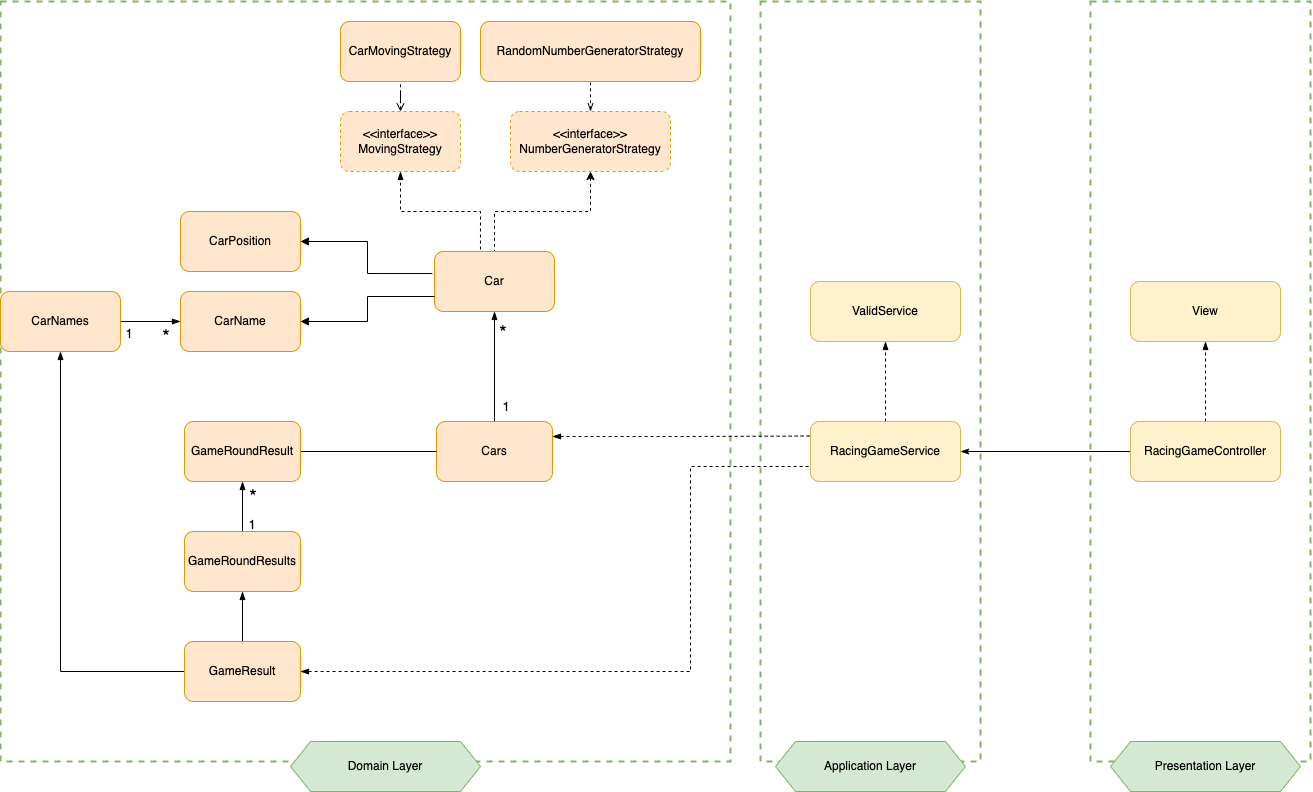 CarMovingStrategy
RandomNumberGeneratorStrategy
<<interface>>
MovingStrategy
<<interface>>
NumberGeneratorStrategy
CarPosition
Car
CarNames
1
*
CarName
*
1
ValidService
View
GameRoundResult
Cars
RacingGameService
RacingGameController
*
1
GameRoundResults
GameResult
Domain Layer
Application Layer
Presentation Layer